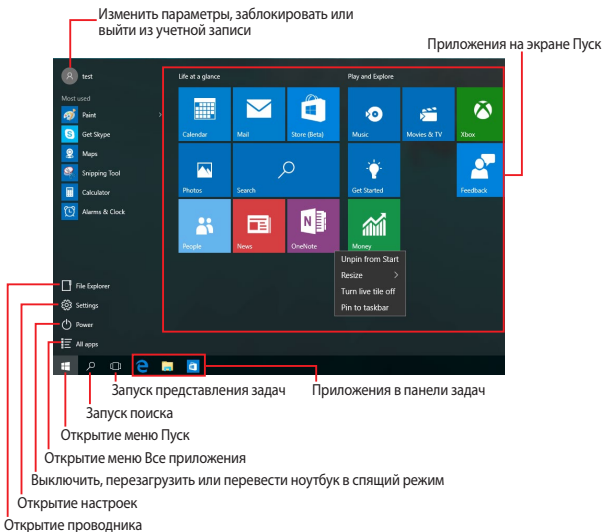 Изменить параметры, заблокировать или
выйти из учетной записи
Приложения на экране Пуск
test
Life at a glance
Play and Explore
Most used
Paint
Get Skype
Maps
Snipping Tool
Calculator
Alarms & Clock
Calendar
Mail
Store (Beta)
Music
Movies & TV
Xbox
Photos
Search
Get Started
Feedback
People
News
OneNote
Money
Unpin from Start
Resize
Turn live tile off
Pin to taskbar
File Explorer
Settings
Power
All apps
Запуск представления задач
Приложения в панели задач
Запуск поиска
Открытие меню Пуск
Открытие меню Все приложения
Выключить, перезагрузить или перевести ноутбук в спящий режим
Открытие настроек
Открытие проводника